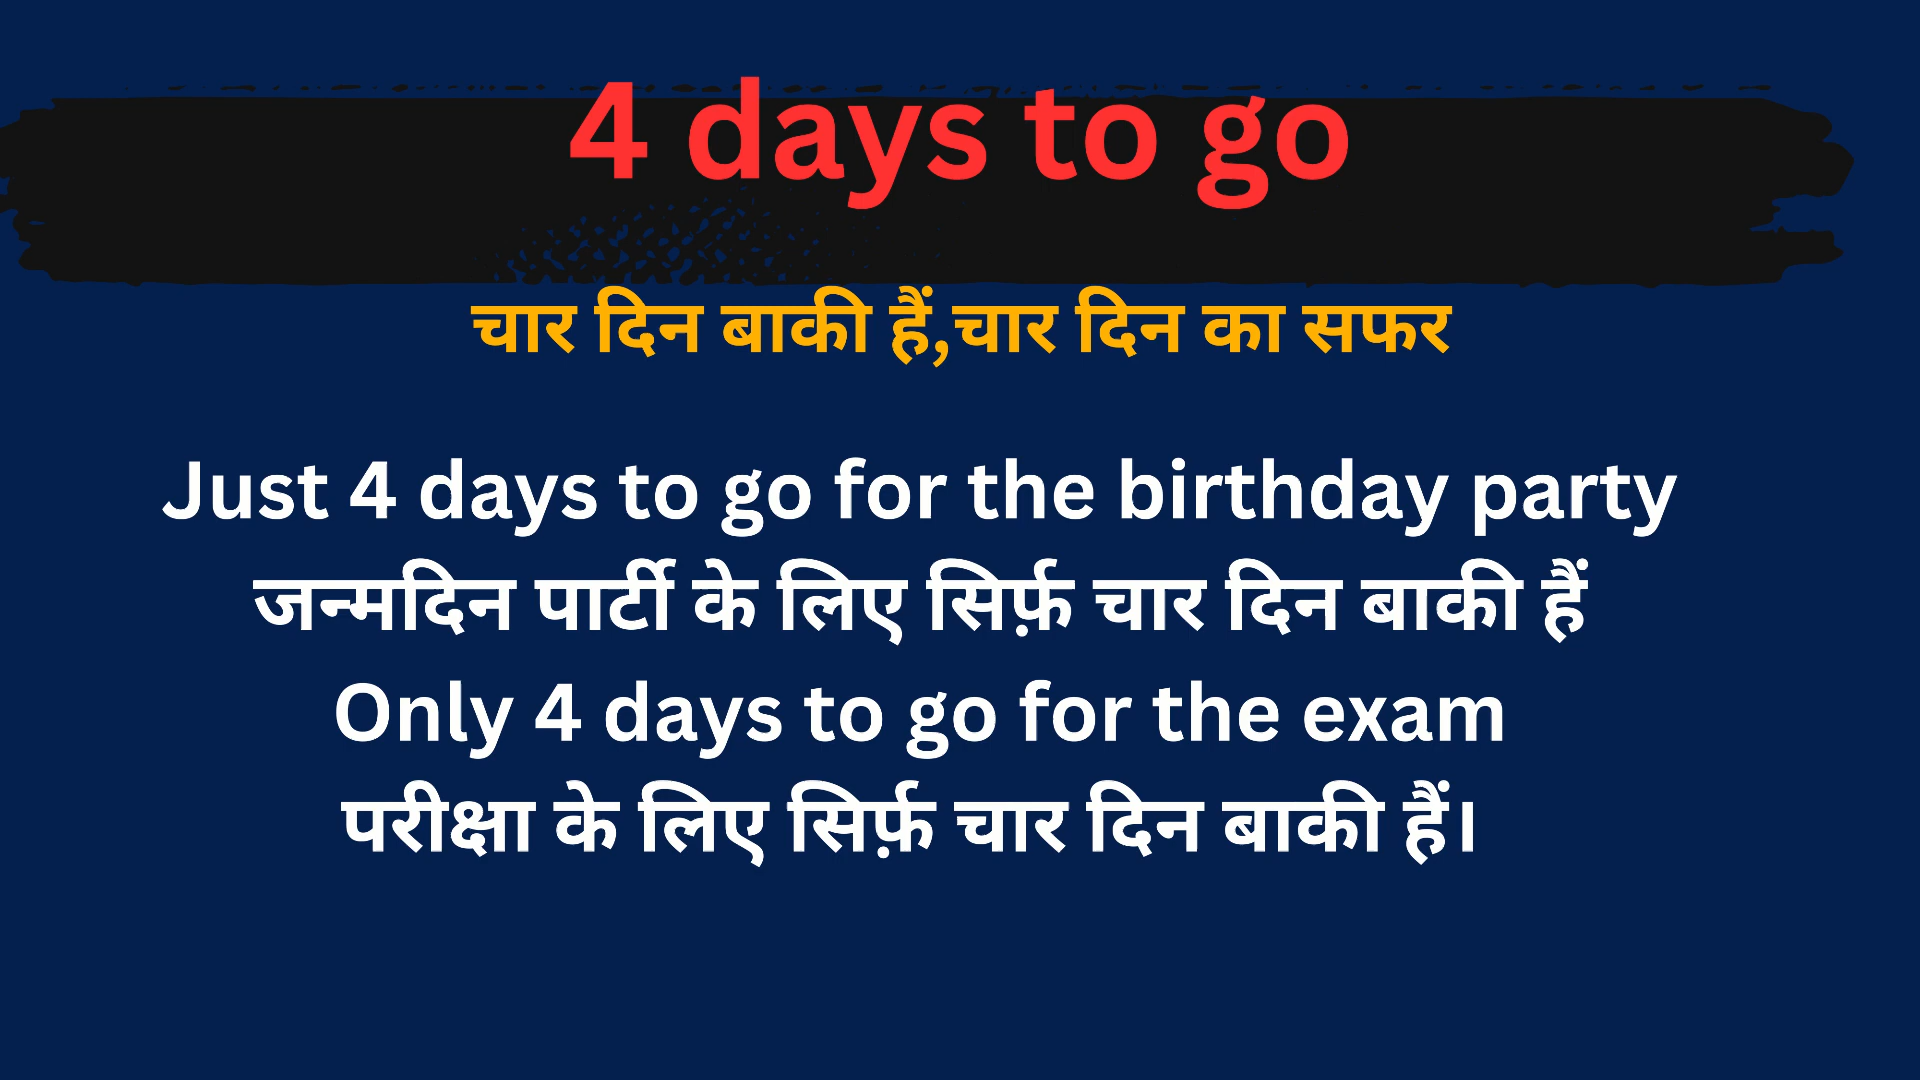 4 days to go
चार दिन बाकी हैं,चार दिन का सफर
Just 4 days to go for the birthday party
जन्मदिन पार्टी के लिए सिर्फ़ चार दिन बाकी हैं
Only 4 days to go for the exam
परीक्षा के लिए सिर्फ़ चार दिन बाकी हैं।